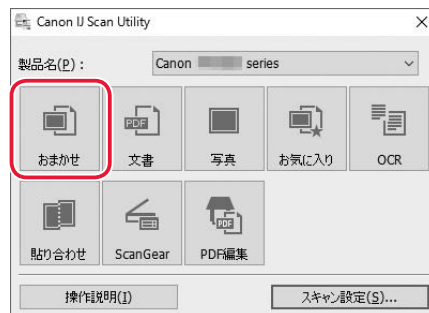 Canon IJ Scan Utility
製品名(P)： Canon series
PDF
おまかせ 文書 写真 お気に入り OCR
PDF
貼り合わせ ScanGear PDF編集
操作説明(I) スキャン設定(S)...